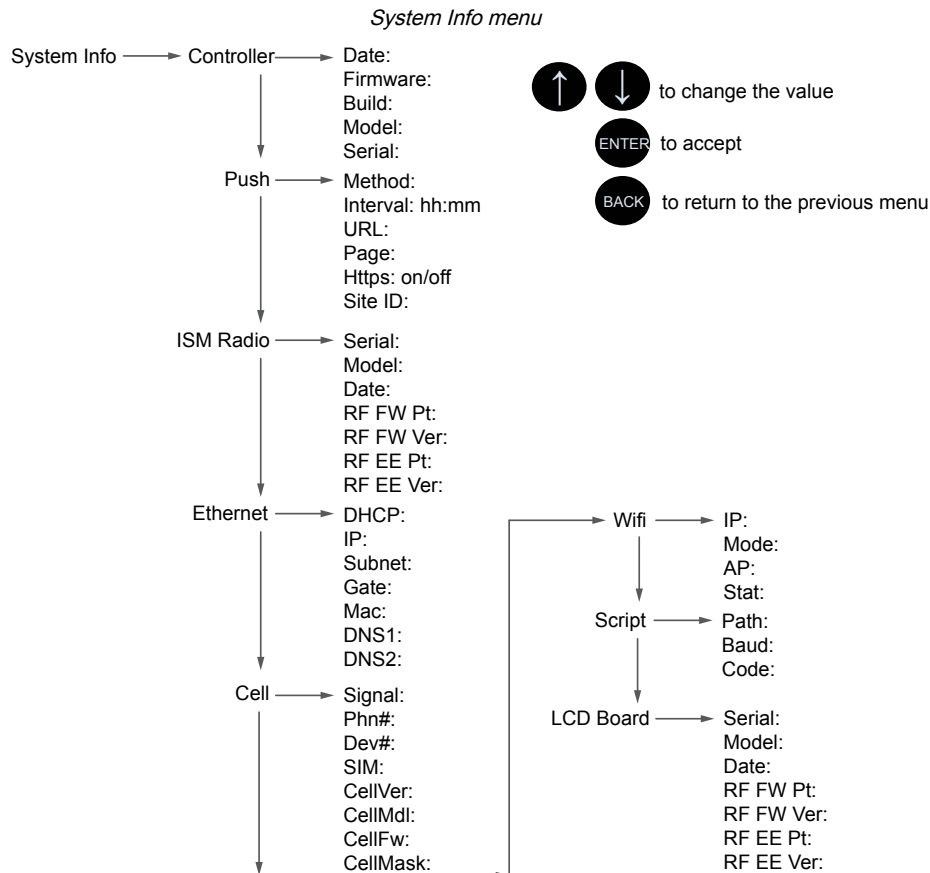 System Info menu
System Info
Controller
Date:
Firmware:
Build:
Model:
Serial:
↑ ↓ to change the value
ENTER to accept
BACK to return to the previous menu
Push
Method:
Interval: hh:mm
URL:
Page:
Https: on/off
Site ID:
ISM Radio
Serial:
Model:
Date:
RF FW Pt:
RF FW Ver:
RF EE Pt:
RF EE Ver:
Ethernet
DHCP:
IP:
Subnet:
Gate:
Mac:
DNS1:
DNS2:
Cell
Signal:
Phn#:
Dev#:
SIM:
CellVer:
CellMdl:
CellFw:
CellMask:
Wifi
IP:
Mode:
AP:
Stat:
Script
Path:
Baud:
Code:
LCD Board
Serial:
Model:
Date:
RF FW Pt:
RF FW Ver:
RF EE Pt:
RF EE Ver: